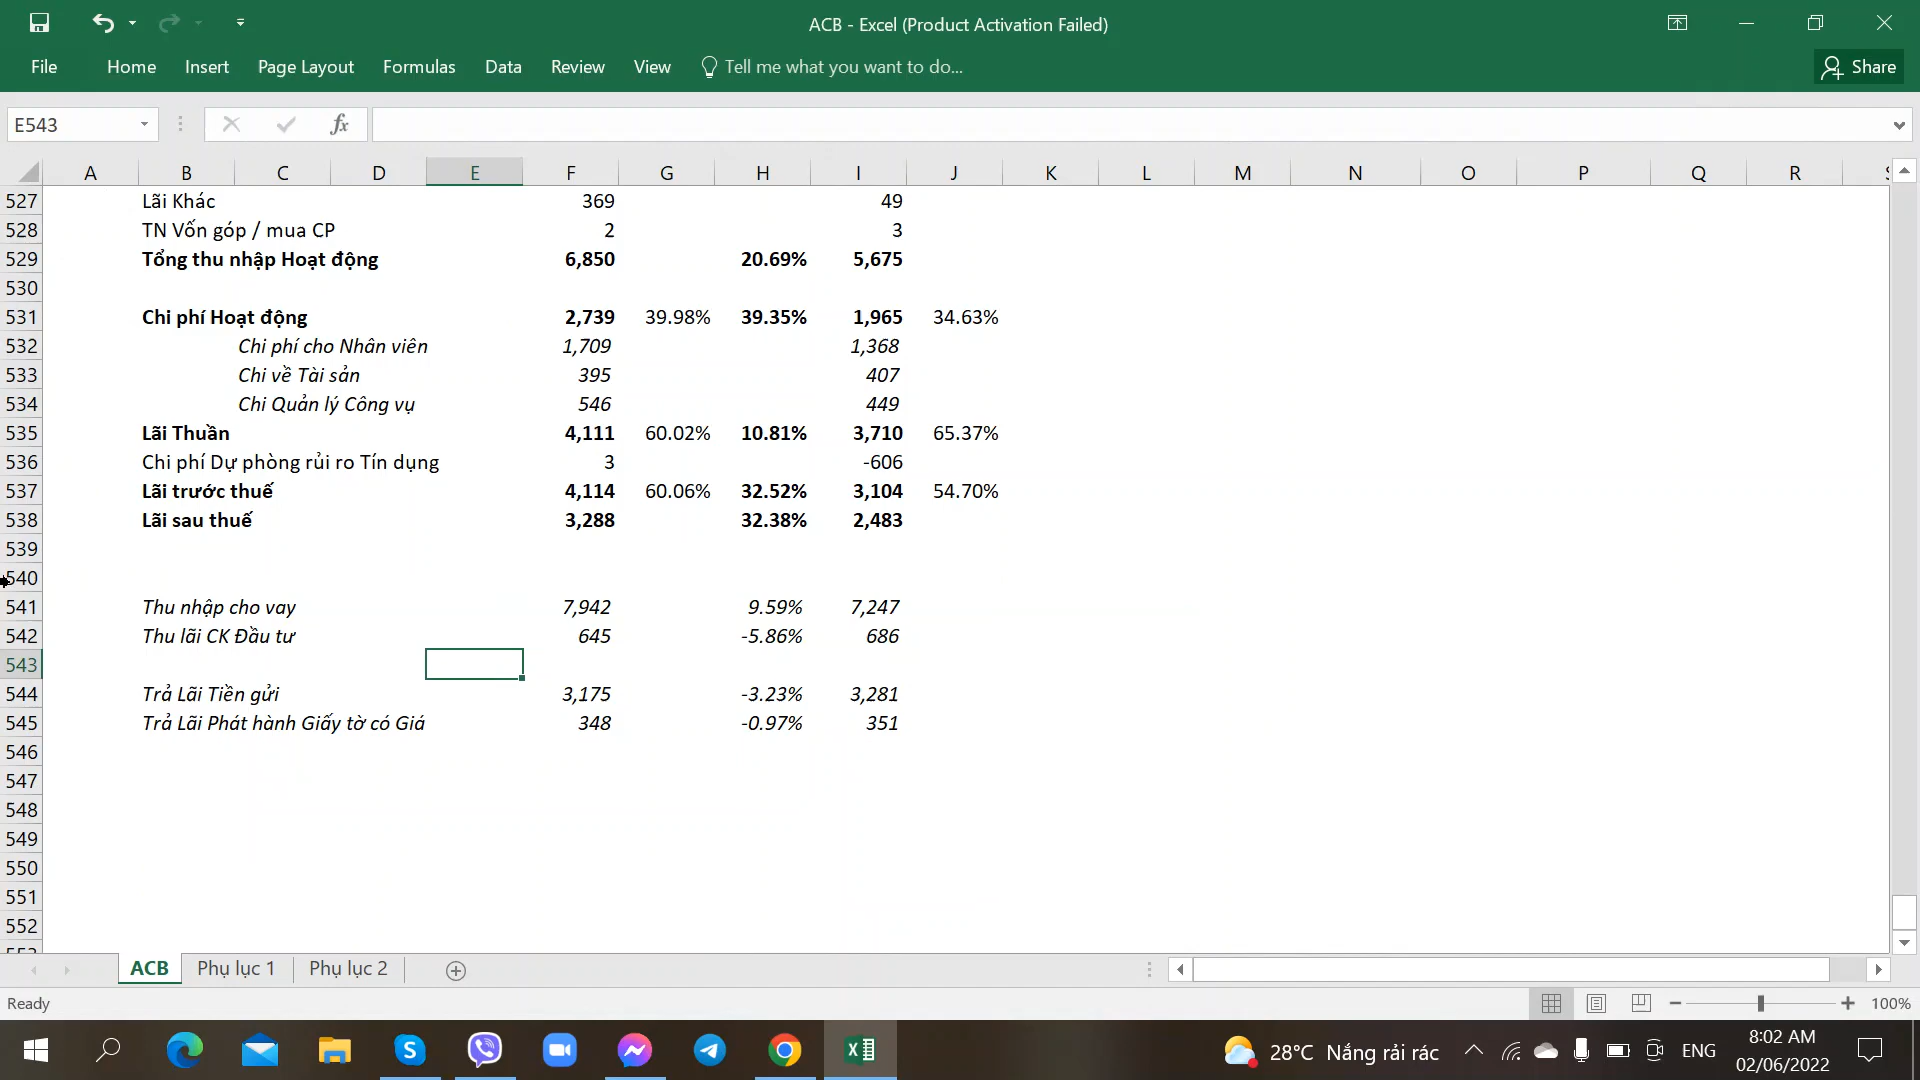 ACB - Excel (Product Activation Failed)
File Home Insert Page Layout Formulas Data Review View Tell me what you want to do... Share
E543 fx
A B C D E F G H I J K L M N O P Q R
527 Lãi Khác 369 49
528 TN Vốn góp / mua CP 2 3
529 Tổng thu nhập Hoạt động 6,850 20.69% 5,675
530
531 Chi phí Hoạt động 2,739 39.98% 39.35% 1,965 34.63%
532 Chi phí cho Nhân viên 1,709 1,368
533 Chi về Tài sản 395 407
534 Chi Quản lý Công vụ 546 449
535 Lãi Thuần 4,111 60.02% 10.81% 3,710 65.37%
536 Chi phí Dự phòng rủi ro Tín dụng 3 -606
537 Lãi trước thuế 4,114 60.06% 32.52% 3,104 54.70%
538 Lãi sau thuế 3,288 32.38% 2,483
539
540
541 Thu nhập cho vay 7,942 9.59% 7,247
542 Thu lãi CK Đầu tư 645 -5.86% 686
543
544 Trả Lãi Tiền gửi 3,175 -3.23% 3,281
545 Trả Lãi Phát hành Giấy tờ có Giá 348 -0.97% 351
546
547
548
549
550
551
552
ACB Phụ lục 1 Phụ lục 2
Ready 100%
28°C Nắng rải rác ENG 8:02 AM
02/06/2022